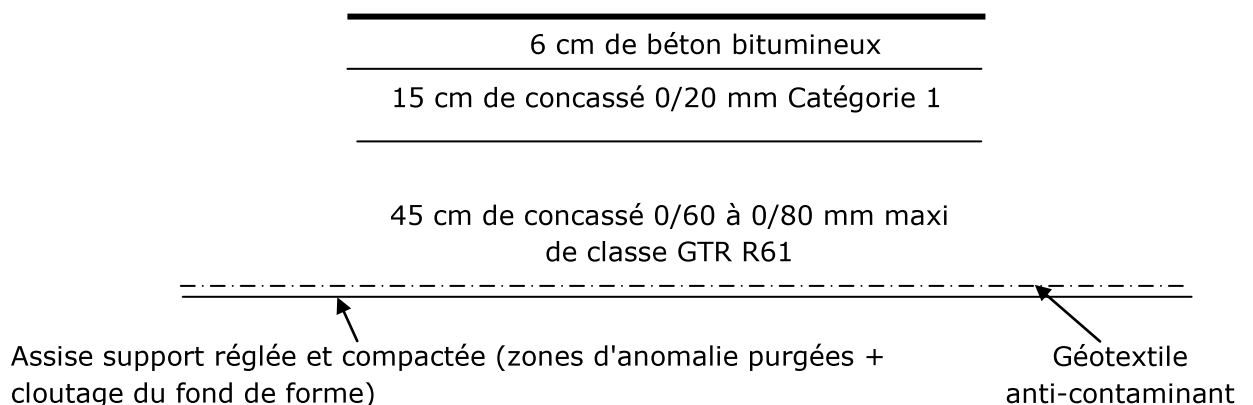 6 cm de béton bitumineux
15 cm de concassé 0/20 mm Catégorie 1
45 cm de concassé 0/60 à 0/80 mm maxi
de classe GTR R61
Assise support réglée et compactée (zones d'anomalie purgées +
cloutage du fond de forme)
Géotextile
anti-contaminant